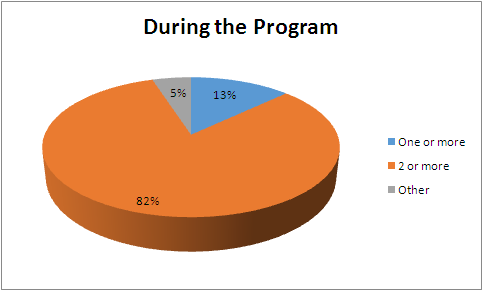 During the Program
5%
13%
82%
One or more
2 or more
Other